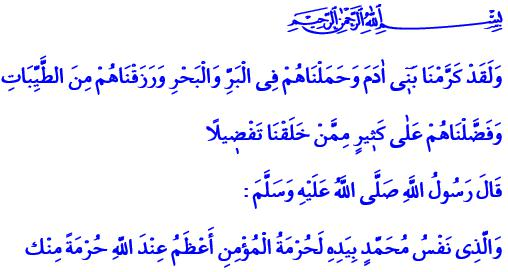 بِسْمِ اللّٰهِ الرَّحْمٰنِ الرَّحِيمِ
وَلَقَدْ كَرَّمْنَا بَنِٓى اٰدَمَ وَحَمَلْنَاهُمْ فِى الْبَرِّ وَالْبَحْرِ وَرَزَقْنَاهُمْ مِنَ الطَّيِّبَاتِ
وَفَضَّلْنَاهُمْ عَلٰى كَثِيرٍ مِمَّنْ خَلَقْنَا تَفْضِيلًا
قَالَ رَسُولُ اللَّهِ صَلَّى اللَّهُ عَلَيْهِ وَسَلَّمَ :
وَالَّذِى نَفْسُ مُحَمَّدٍ بِيَدِهِ لَحُرْمَةُ الْمُؤْمِنِ أَعْظَمُ عِنْدَ اللّٰهِ حُرْمَةً مِنْك